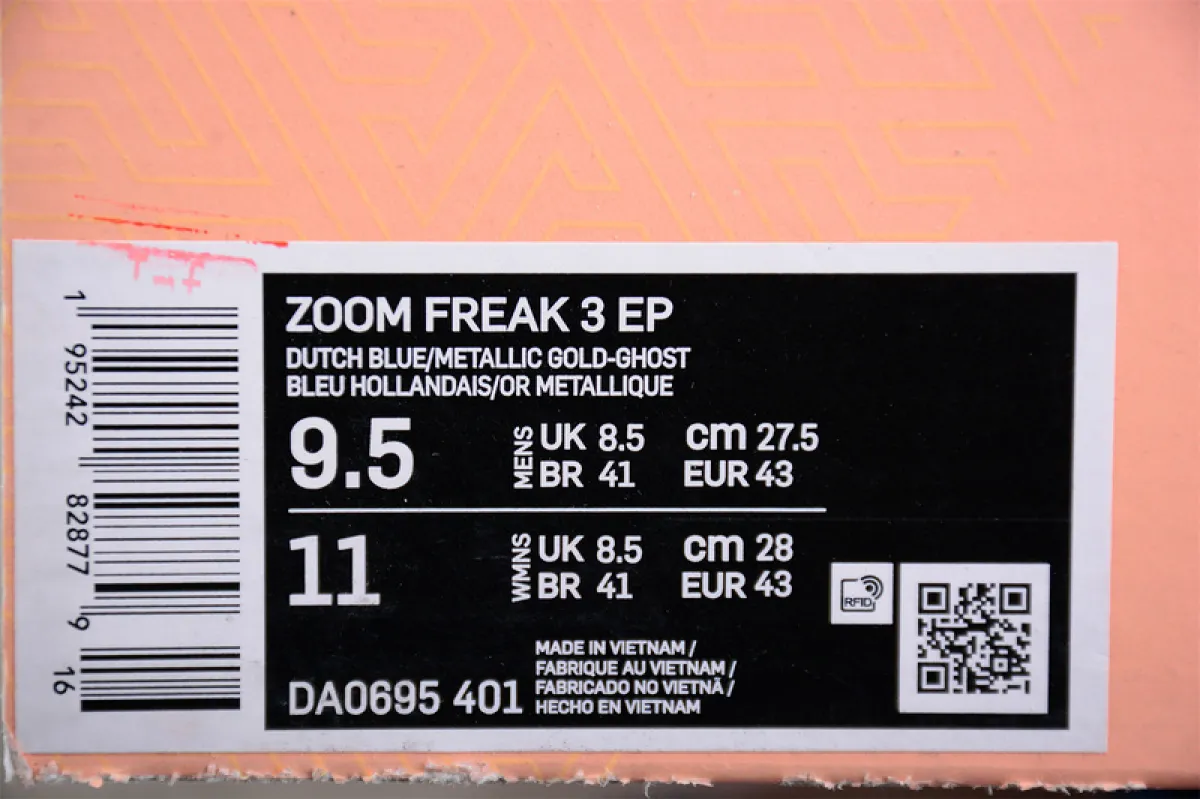 ZOOM FREAK 3 EP
DUTCH BLUE/METALLIC GOLD-GHOST
BLEU HOLLANDAIS/OR METALLIQUE
9.5 MENS UK 8.5 cm 27.5
BR 41 EUR 43
11 WMNS UK 8.5 cm 28
BR 41 EUR 43
RFID
DA0695 401
MADE IN VIETNAM /
FABRIQUE AU VIETNAM /
FABRICADO NO VIETNÃ /
HECHO EN VIETNAM
1 95242 82877 9 16